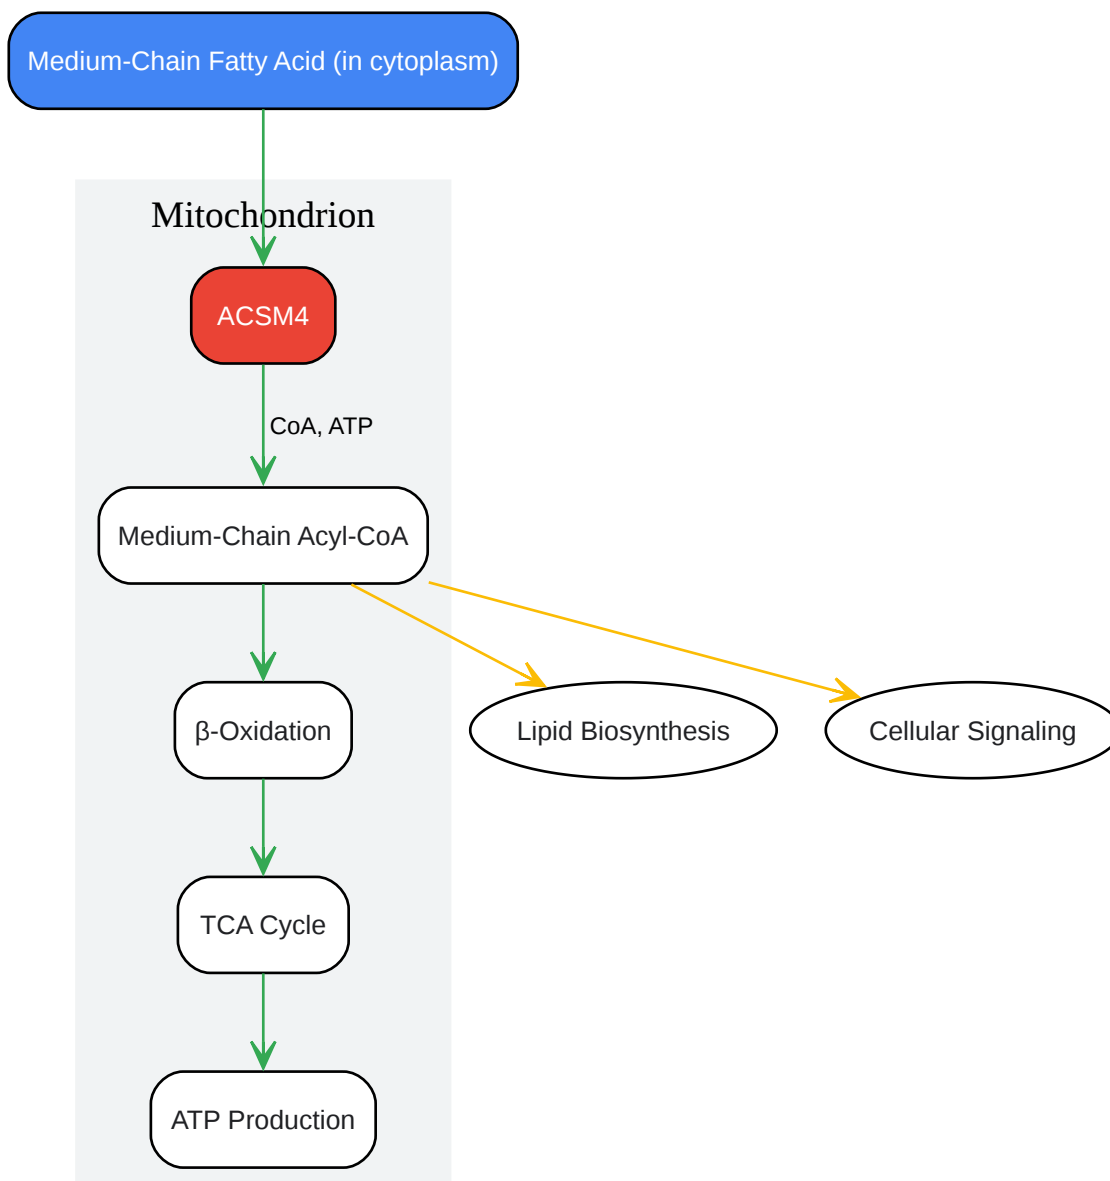 Medium-Chain Fatty Acid (in cytoplasm)
Mitochondrion
ACSM4
CoA, ATP
Medium-Chain Acyl-CoA
β-Oxidation
Lipid Biosynthesis
Cellular Signaling
TCA Cycle
ATP Production